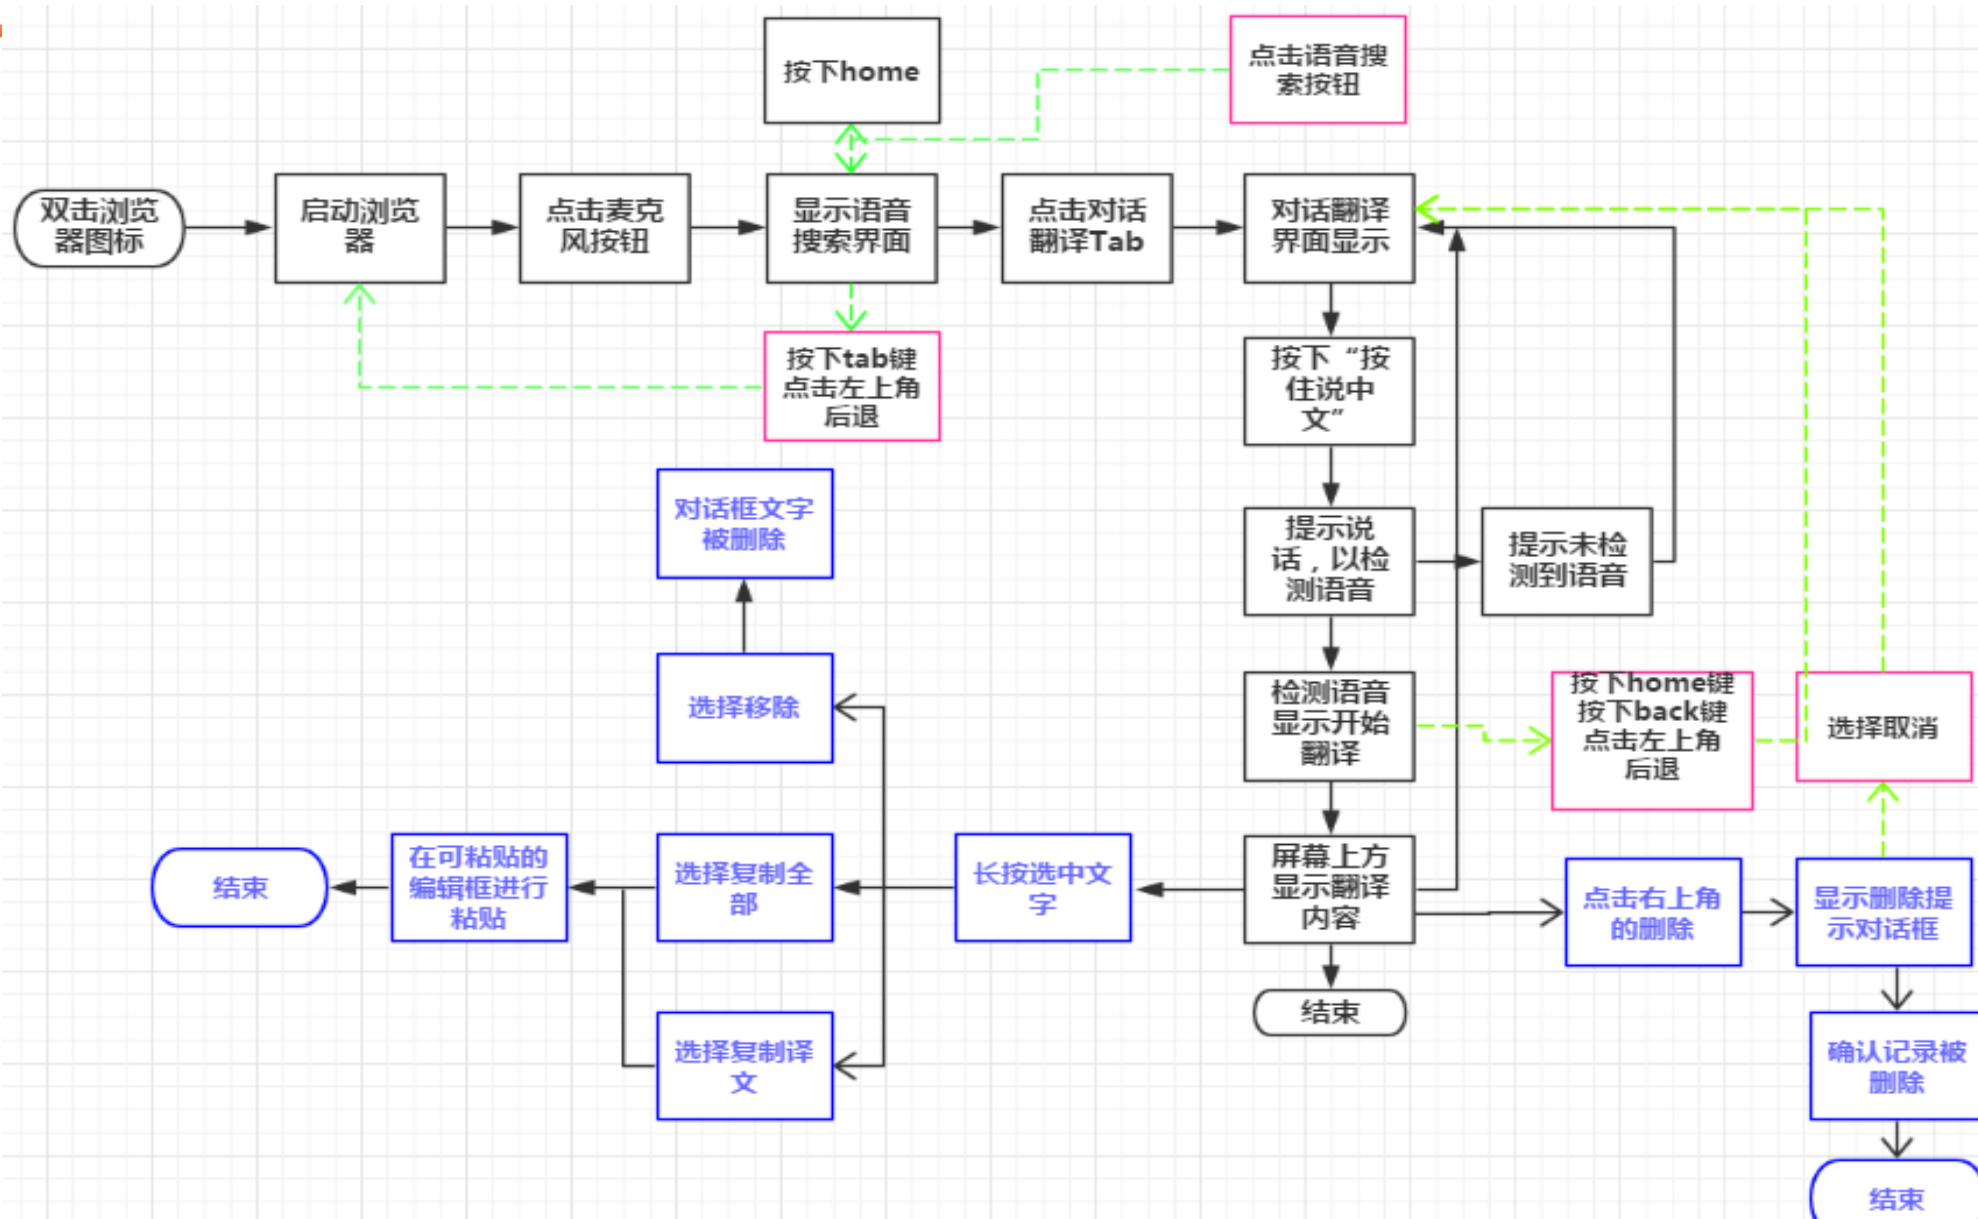 按下home
点击语音搜
索按钮
双击浏览
器图标
启动浏览
器
点击麦克
风按钮
显示语音
搜索界面
点击对话
翻译Tab
对话翻译
界面显示
按下tab键
点击左上角
后退
按下“按
住说中
文”
对话框文字
被删除
提示说
话，以检
测语音
提示未检
测到语音
选择移除
检测语音
显示开始
翻译
按下home键
按下back键
点击左上角
后退
选择取消
结束
在可粘贴的
编辑框进行
粘贴
选择复制全
部
长按选中文
字
屏幕上方
显示翻译
内容
点击右上角
的删除
显示删除提
示对话框
结束
选择复制译
文
确认记录被
删除
结束